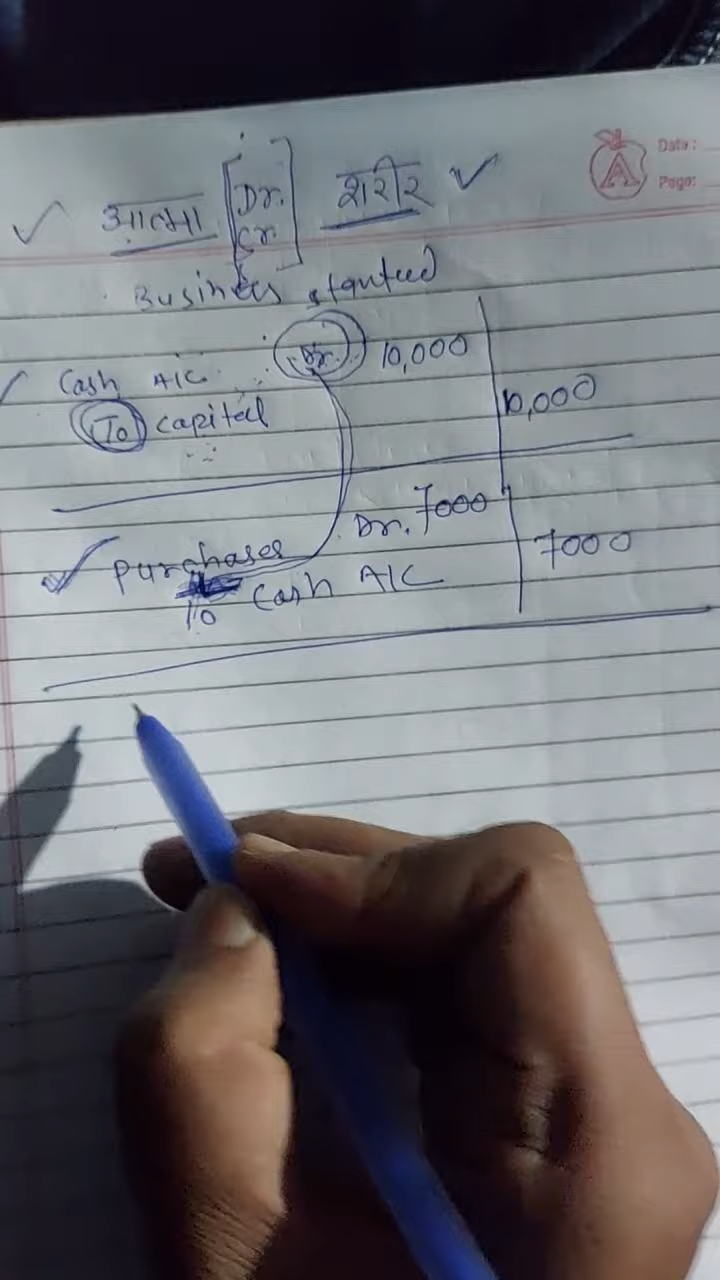 Date:
Page:
आत्मा [Dr. Cr.] शरीर
Business started
Cash A/C Dr. 10,000
To capital 10,000
Purchases Dr. 7000
To Cash A/C 7000